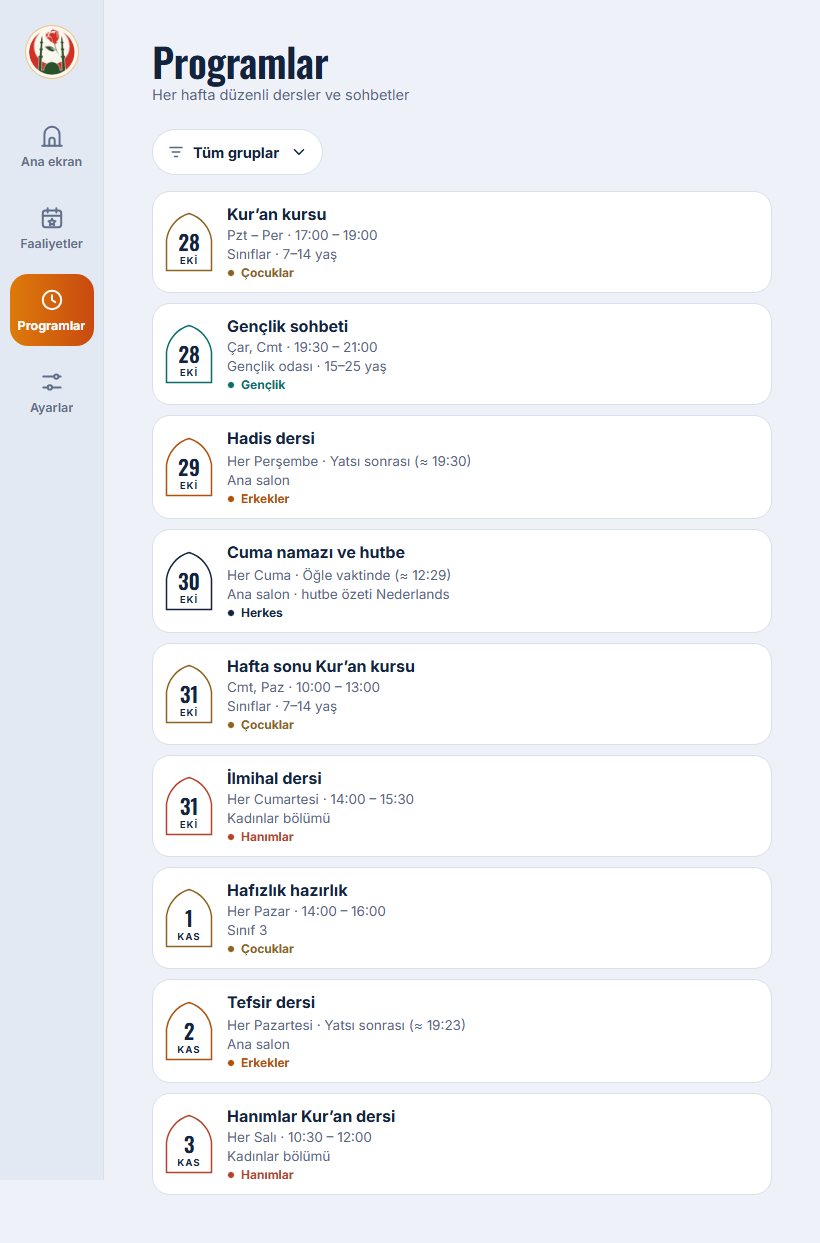 Programlar
Her hafta düzenli dersler ve sohbetler
Ana ekran
Faaliyetler
Programlar
Ayarlar
Tüm gruplar
28
EKİ
Kur’an kursu
Pzt – Per · 17:00 – 19:00
Sınıflar · 7–14 yaş
Çocuklar
28
EKİ
Gençlik sohbeti
Çar, Cmt · 19:30 – 21:00
Gençlik odası · 15–25 yaş
Gençlik
29
EKİ
Hadis dersi
Her Perşembe · Yatsı sonrası (≈ 19:30)
Ana salon
Erkekler
30
EKİ
Cuma namazı ve hutbe
Her Cuma · Öğle vaktinde (≈ 12:29)
Ana salon · hutbe özeti Nederlands
Herkes
31
EKİ
Hafta sonu Kur’an kursu
Cmt, Paz · 10:00 – 13:00
Sınıflar · 7–14 yaş
Çocuklar
31
EKİ
İlmihal dersi
Her Cumartesi · 14:00 – 15:30
Kadınlar bölümü
Hanımlar
1
KAS
Hafızlık hazırlık
Her Pazar · 14:00 – 16:00
Sınıf 3
Çocuklar
2
KAS
Tefsir dersi
Her Pazartesi · Yatsı sonrası (≈ 19:23)
Ana salon
Erkekler
3
KAS
Hanımlar Kur’an dersi
Her Salı · 10:30 – 12:00
Kadınlar bölümü
Hanımlar